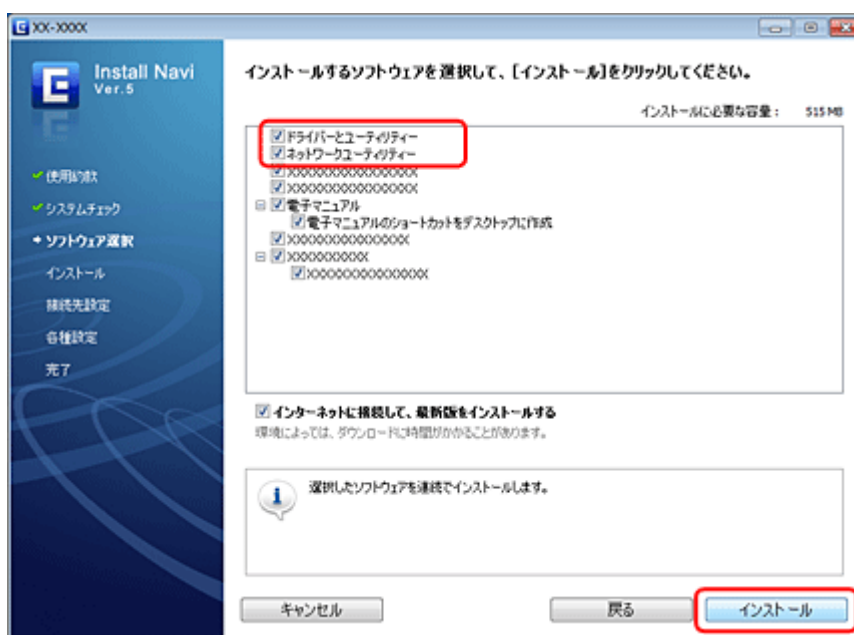 XX-XXXX
Install Navi
Ver.5
使用約款
システムチェック
ソフトウェア選択
インストール
接続先設定
各種設定
完了
インストールするソフトウェアを選択して、[インストール]をクリックしてください。
インストールに必要な容量： 515 MB
ドライバーとユーティリティー
ネットワークユーティリティー
XXXXXXXXXXXXXXXXX
XXXXXXXXXXXXXXXXX
電子マニュアル
電子マニュアルのショートカットをデスクトップに作成
XXXXXXXXXXXXXXXX
XXXXXXXXXXX
XXXXXXXXXXXXXXXX
インターネットに接続して、最新版をインストールする
環境によっては、ダウンロードに時間がかかることがあります。
選択したソフトウェアを連続でインストールします。
キャンセル
戻る
インストール